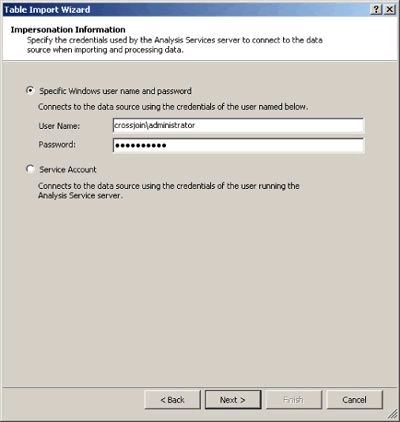 Table Import Wizard
Impersonation Information
Specify the credentials used by the Analysis Services server to connect to the data
source when importing and processing data.
Specific Windows user name and password
Connects to the data source using the credentials of the user named below.
User Name: crossjoin\administrator
Password: ●●●●●●●●●●
Service Account
Connects to the data source using the credentials of the user running the
Analysis Service server.
< Back Next > Finish Cancel